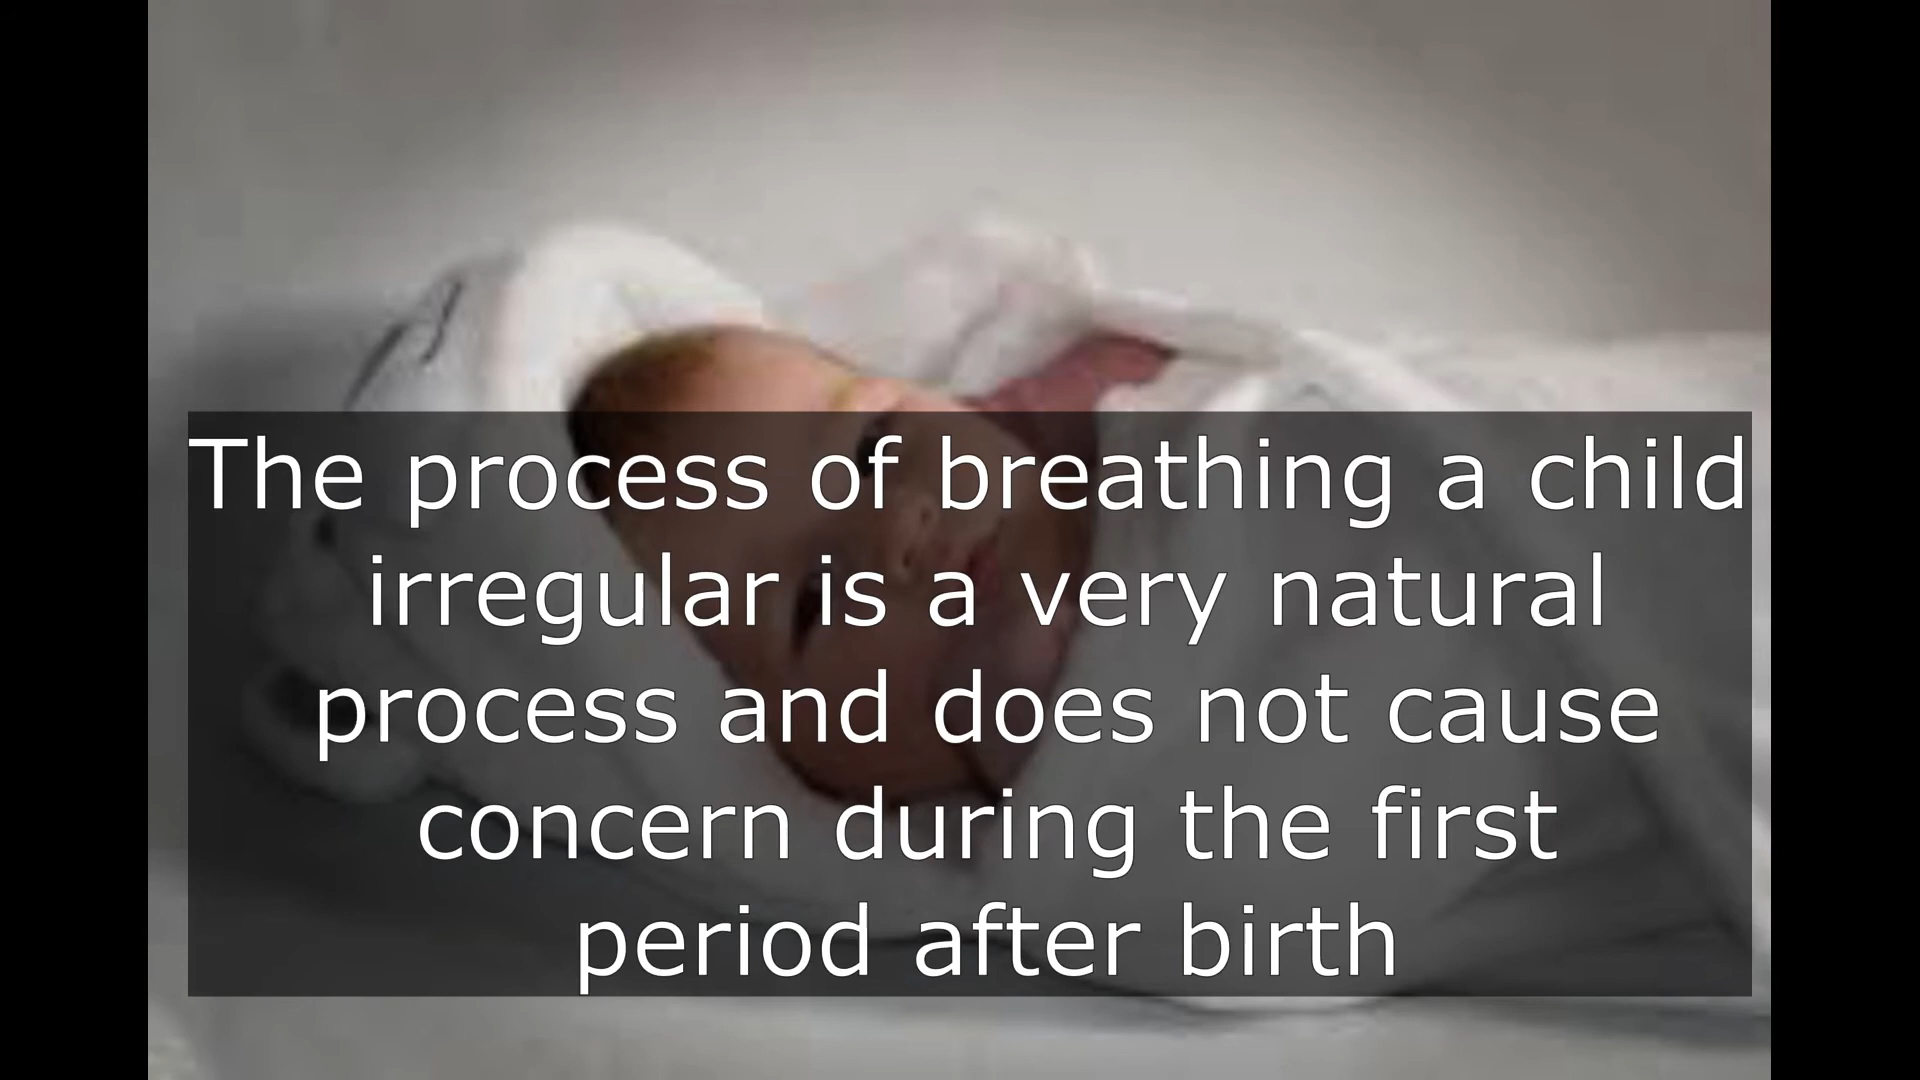 The process of breathing a child
irregular is a very natural
process and does not cause
concern during the first
period after birth